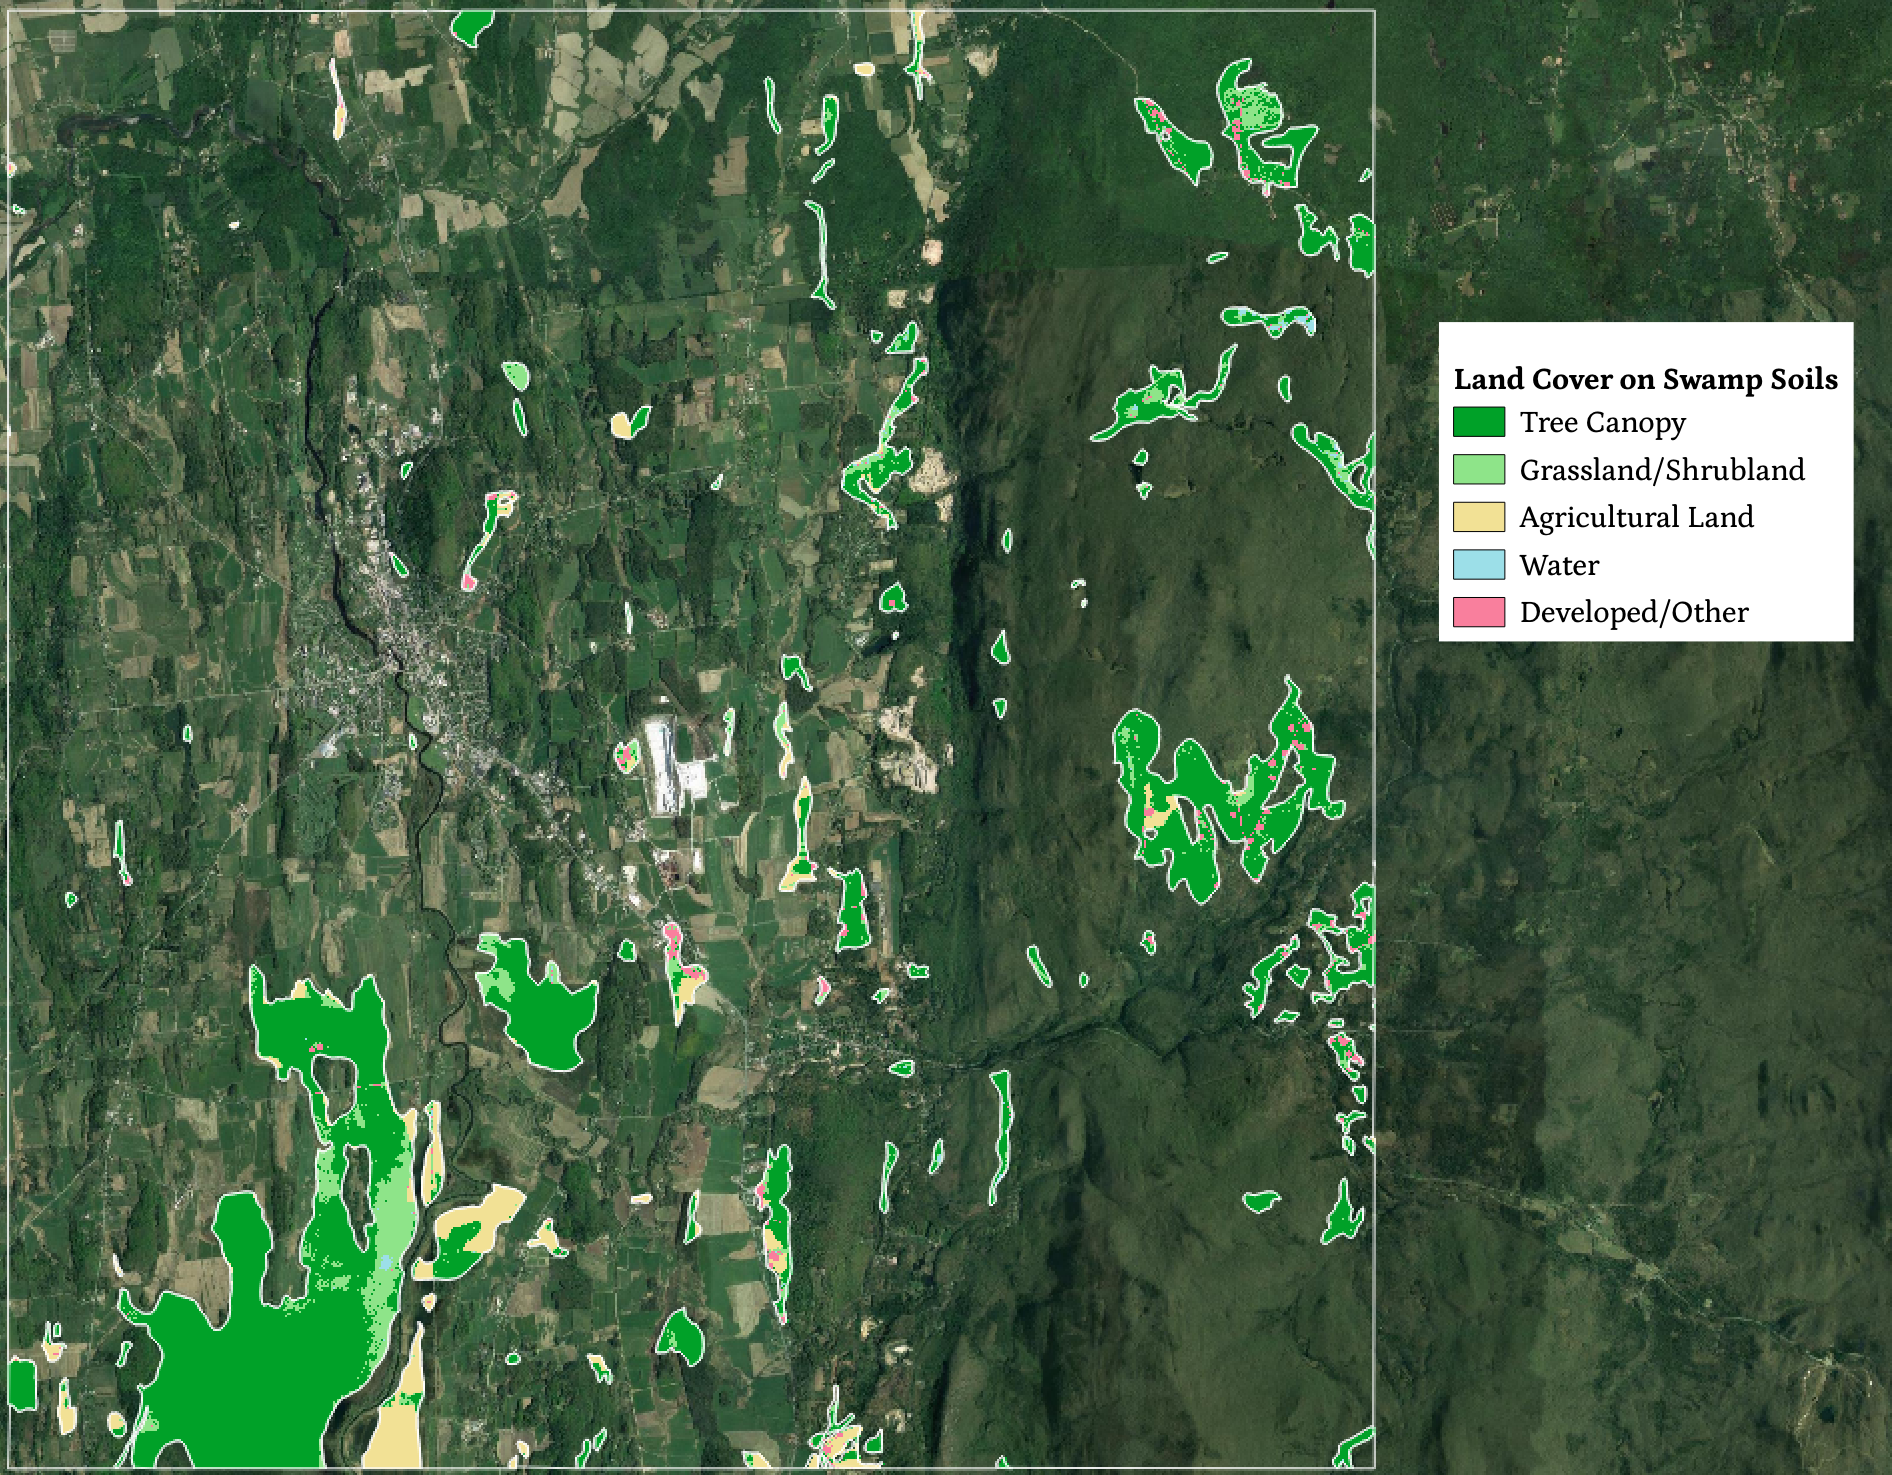 Land Cover on Swamp Soils
Tree Canopy
Grassland/Shrubland
Agricultural Land
Water
Developed/Other